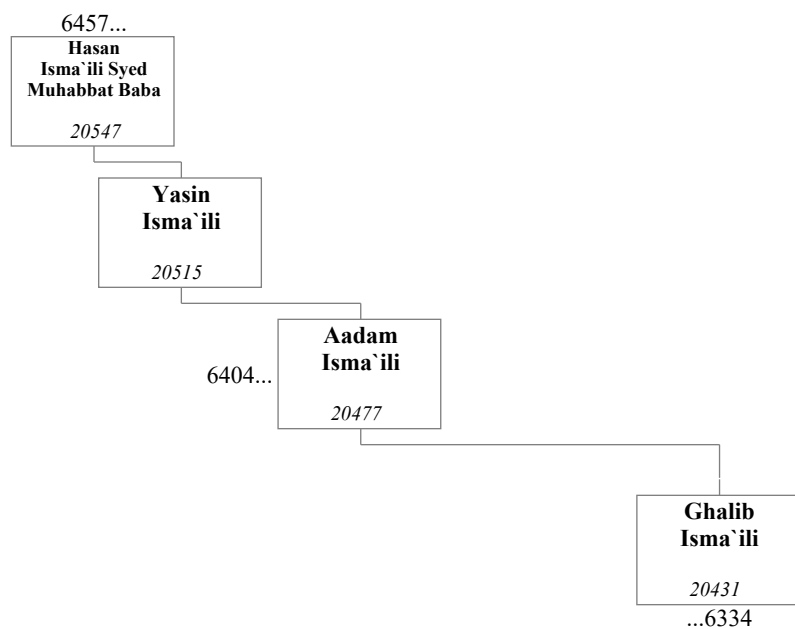 6457...
Hasan
Isma`ili Syed
Muhabbat Baba
20547
Yasin
Isma`ili
20515
Aadam
Isma`ili
6404...
20477
Ghalib
Isma`ili
20431
...6334